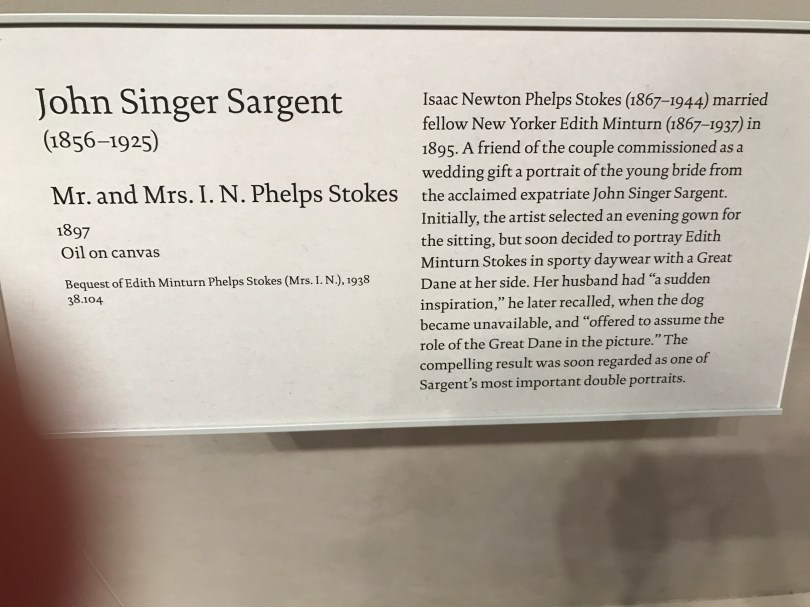 John Singer Sargent
(1856–1925)
Mr. and Mrs. I. N. Phelps Stokes
1897
Oil on canvas
Bequest of Edith Minturn Phelps Stokes (Mrs. I. N.), 1938
38.104
Isaac Newton Phelps Stokes (1867–1944) married
fellow New Yorker Edith Minturn (1867–1937) in
1895. A friend of the couple commissioned as a
wedding gift a portrait of the young bride from
the acclaimed expatriate John Singer Sargent.
Initially, the artist selected an evening gown for
the sitting, but soon decided to portray Edith
Minturn Stokes in sporty daywear with a Great
Dane at her side. Her husband had “a sudden
inspiration,” he later recalled, when the dog
became unavailable, and “offered to assume the
role of the Great Dane in the picture.” The
compelling result was soon regarded as one of
Sargent’s most important double portraits.